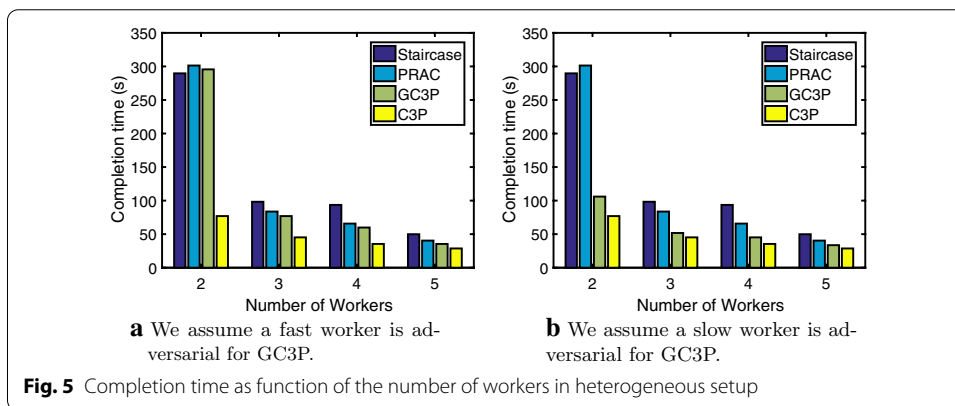 350
300
250
200
150
100
50
0
Completion time (s)
2 3 4 5
Number of Workers
Staircase
PRAC
GC3P
C3P
a We assume a fast worker is ad-
versarial for GC3P.
350
300
250
200
150
100
50
0
Completion time (s)
2 3 4 5
Number of Workers
Staircase
PRAC
GC3P
C3P
b We assume a slow worker is ad-
versarial for GC3P.
Fig. 5 Completion time as function of the number of workers in heterogeneous setup